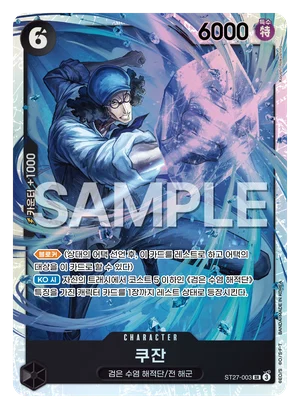 6
6000
특수
特
카운터 +1000
SAMPLE
블로커 (상대의 어택 선언 후, 이 카드를 레스트로 하고 어택의
대상을 이 카드로 할 수 있다)
KO 시 자신의 트래시에서 코스트 5 이하인 《검은 수염 해적단》
특징을 가진 캐릭터 카드를 1장까지 레스트 상태로 등장시킨다.
CHARACTER
쿠잔
검은 수염 해적단/전 해군
ST27-003